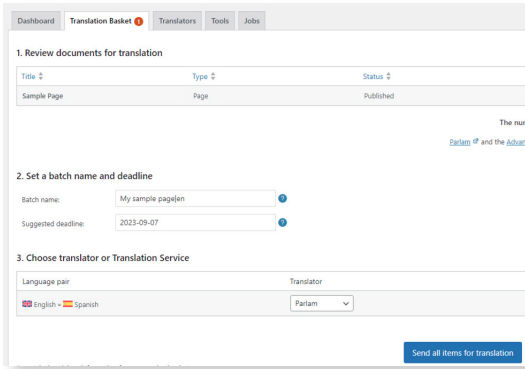 Dashboard Translation Basket 1 Translators Tools Jobs
1. Review documents for translation
Title Type Status
Sample Page Page Published
The nu
Parlam and the Advan
2. Set a batch name and deadline
Batch name: My sample page|en
Suggested deadline: 2023-09-07
3. Choose translator or Translation Service
Language pair Translator
English » Spanish Parlam
Send all items for translation